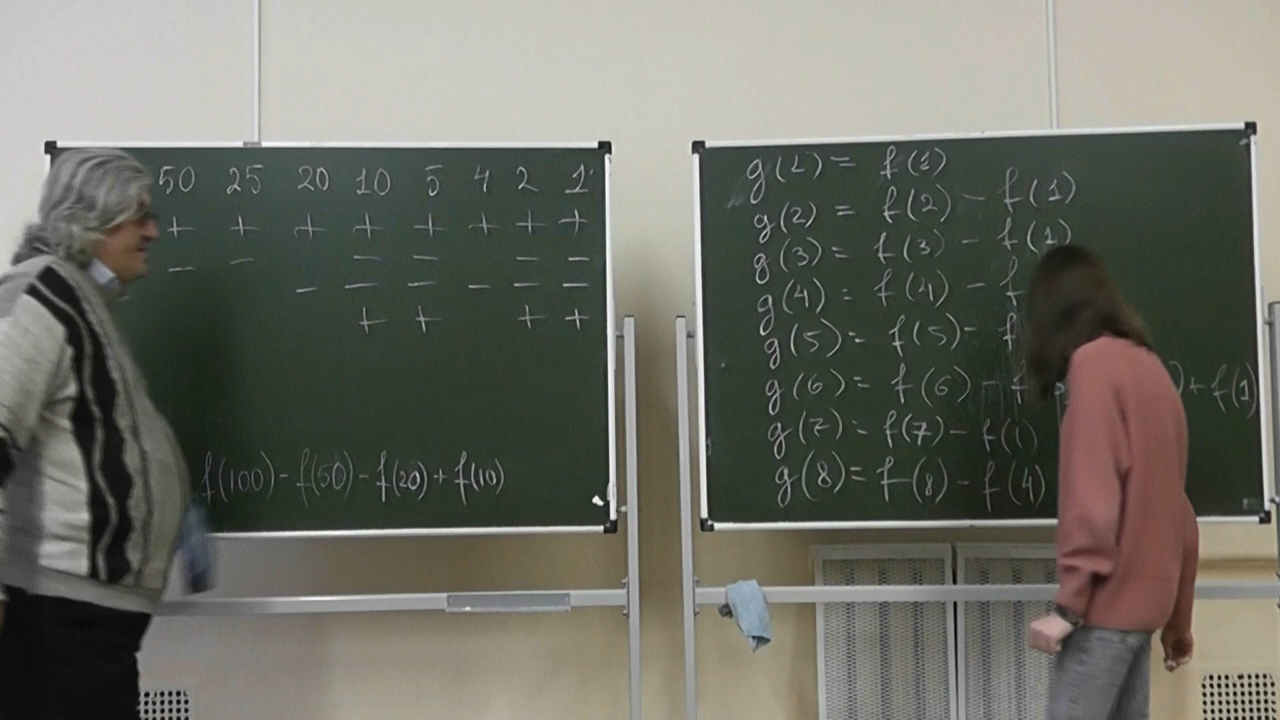 50 25 20 10 5 4 2 1
+ + + + + + + +
− − − − − −
− − − − − −
+ + + +
f(100) - f(50) - f(20) + f(10)
g(1) = f(1)
g(2) = f(2) - f(1)
g(3) = f(3) - f(1)
g(4) = f(4) - f
g(5) = f(5) - f
g(6) = f(6) - f ) + f(1)
g(7) = f(7) - f(1)
g(8) = f(8) - f(4)